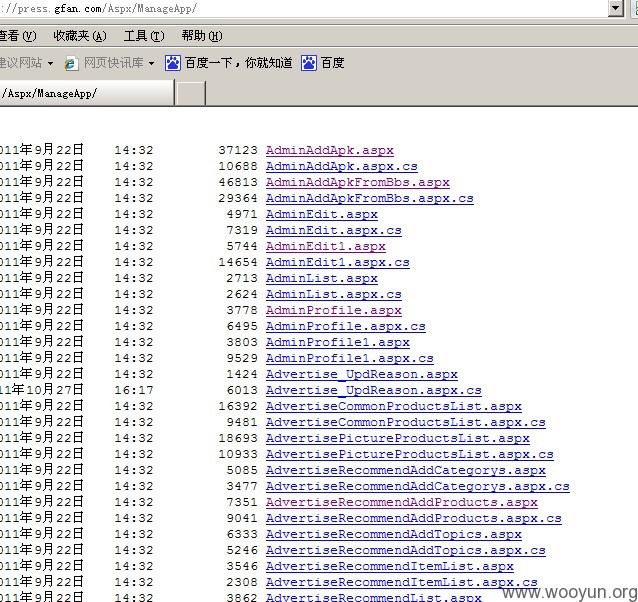 ://press.gfan.com/Aspx/ManageApp/
查看(V) 收藏夹(A) 工具(T) 帮助(H)
建议网站 网页快讯库 百度一下，你就知道 百度
/Aspx/ManageApp/
011年9月22日 14:32 37123 AdminAddApk.aspx
011年9月22日 14:32 10688 AdminAddApk.aspx.cs
011年9月22日 14:32 46813 AdminAddApkFromBbs.aspx
011年9月22日 14:32 29364 AdminAddApkFromBbs.aspx.cs
011年9月22日 14:32 4971 AdminEdit.aspx
011年9月22日 14:32 7319 AdminEdit.aspx.cs
011年9月22日 14:32 5744 AdminEdit1.aspx
011年9月22日 14:32 14654 AdminEdit1.aspx.cs
011年9月22日 14:32 2713 AdminList.aspx
011年9月22日 14:32 2624 AdminList.aspx.cs
011年9月22日 14:32 3778 AdminProfile.aspx
011年9月22日 14:32 6495 AdminProfile.aspx.cs
011年9月22日 14:32 3803 AdminProfile1.aspx
011年9月22日 14:32 9529 AdminProfile1.aspx.cs
011年9月22日 14:32 1424 Advertise_UpdReason.aspx
11年10月27日 16:17 6013 Advertise_UpdReason.aspx.cs
011年9月22日 14:32 16392 AdvertiseCommonProductsList.aspx
011年9月22日 14:32 9481 AdvertiseCommonProductsList.aspx.cs
011年9月22日 14:32 18693 AdvertisePictureProductsList.aspx
011年9月22日 14:32 10933 AdvertisePictureProductsList.aspx.cs
011年9月22日 14:32 5085 AdvertiseRecommendAddCategorys.aspx
011年9月22日 14:32 3477 AdvertiseRecommendAddCategorys.aspx.cs
011年9月22日 14:32 7351 AdvertiseRecommendAddProducts.aspx
011年9月22日 14:32 9041 AdvertiseRecommendAddProducts.aspx.cs
011年9月22日 14:32 6333 AdvertiseRecommendAddTopics.aspx
011年9月22日 14:32 5246 AdvertiseRecommendAddTopics.aspx.cs
011年9月22日 14:32 3546 AdvertiseRecommendItemList.aspx
011年9月22日 14:32 2308 AdvertiseRecommendItemList.aspx.cs
011年9月22日 14:32 3862 AdvertiseRecommendList.aspx
www.wooyun.org